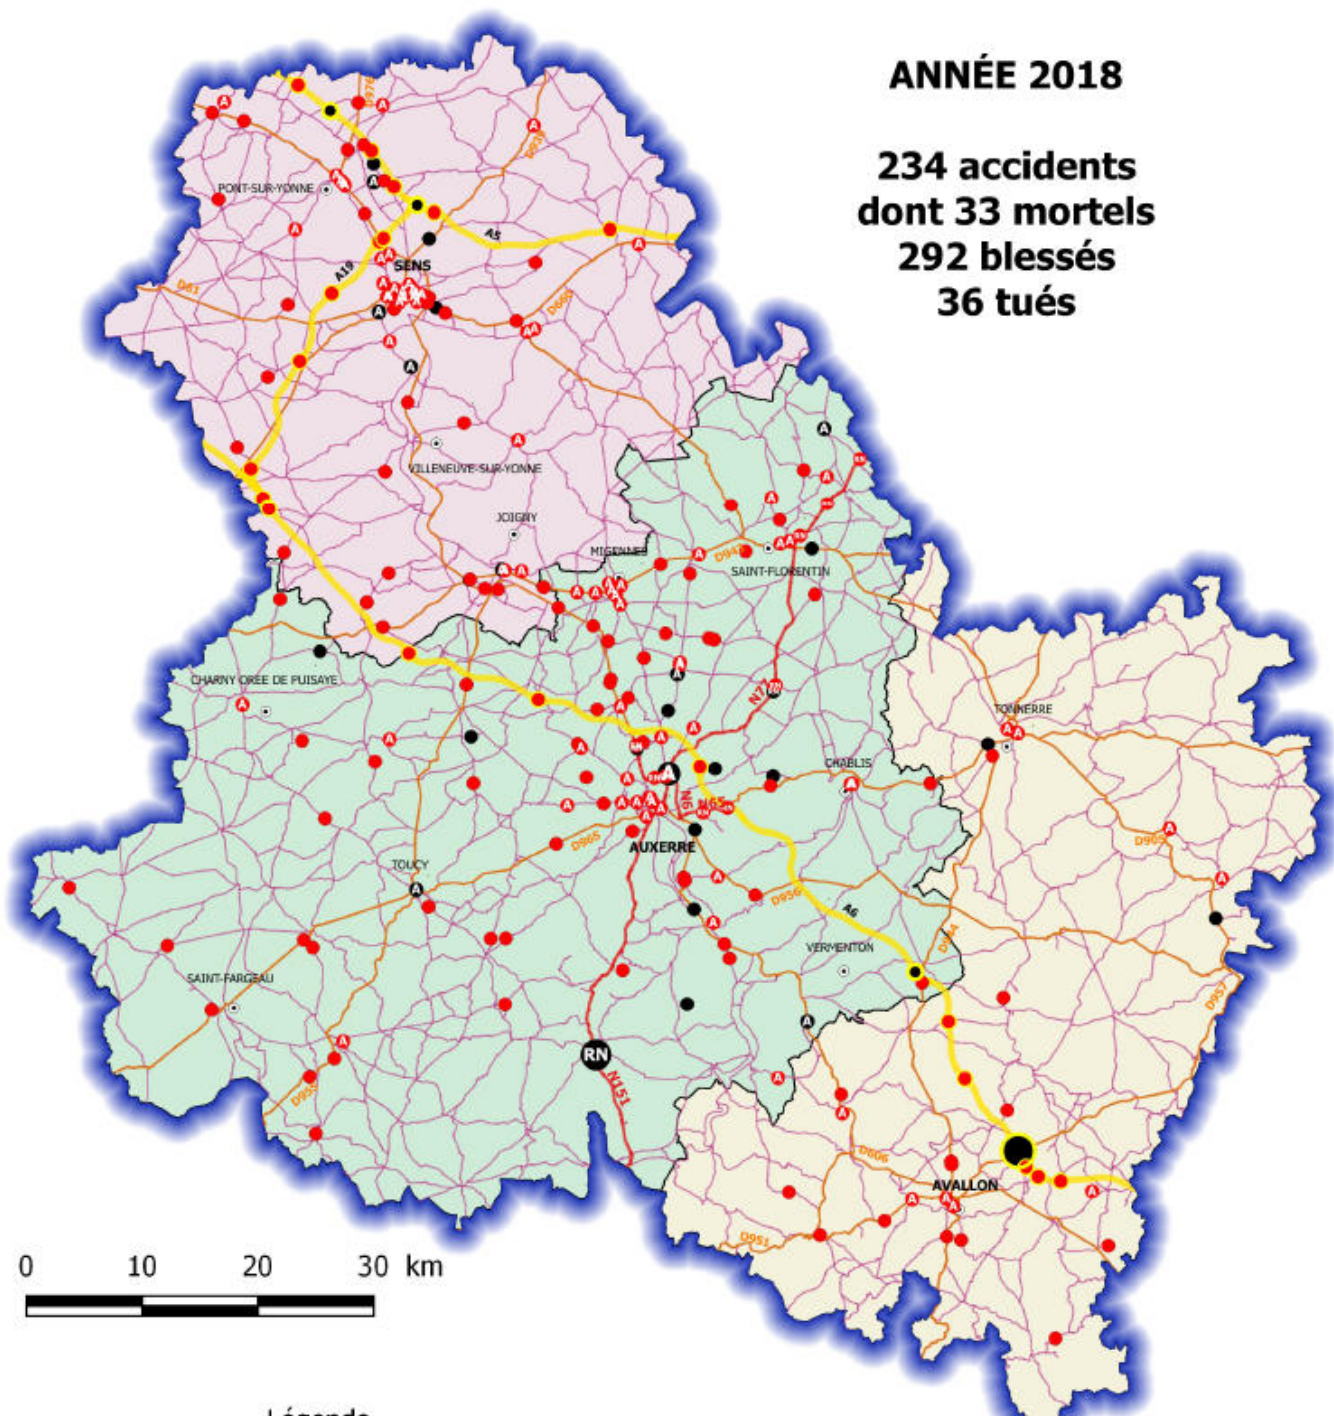 ANNÉE 2018
234 accidents
dont 33 mortels
292 blessés
36 tués
D976
D939
PONT-SUR-YONNE
A5
A19
SENS
D81
D660
VILLENEUVE-SUR-YONNE
JOIGNY
MIGENNES
D943
SAINT-FLORENTIN
CHARNY OREE DE PUISAYE
N77
TONNERRE
CHABLIS
N6
N65
D965
AUXERRE
D965
TOUCY
D956
A6
D944
VERMENTON
SAINT-FARGEAU
D957
RN
N151
D955
D606
AVALLON
D951
0 10 20 30 km
Légende